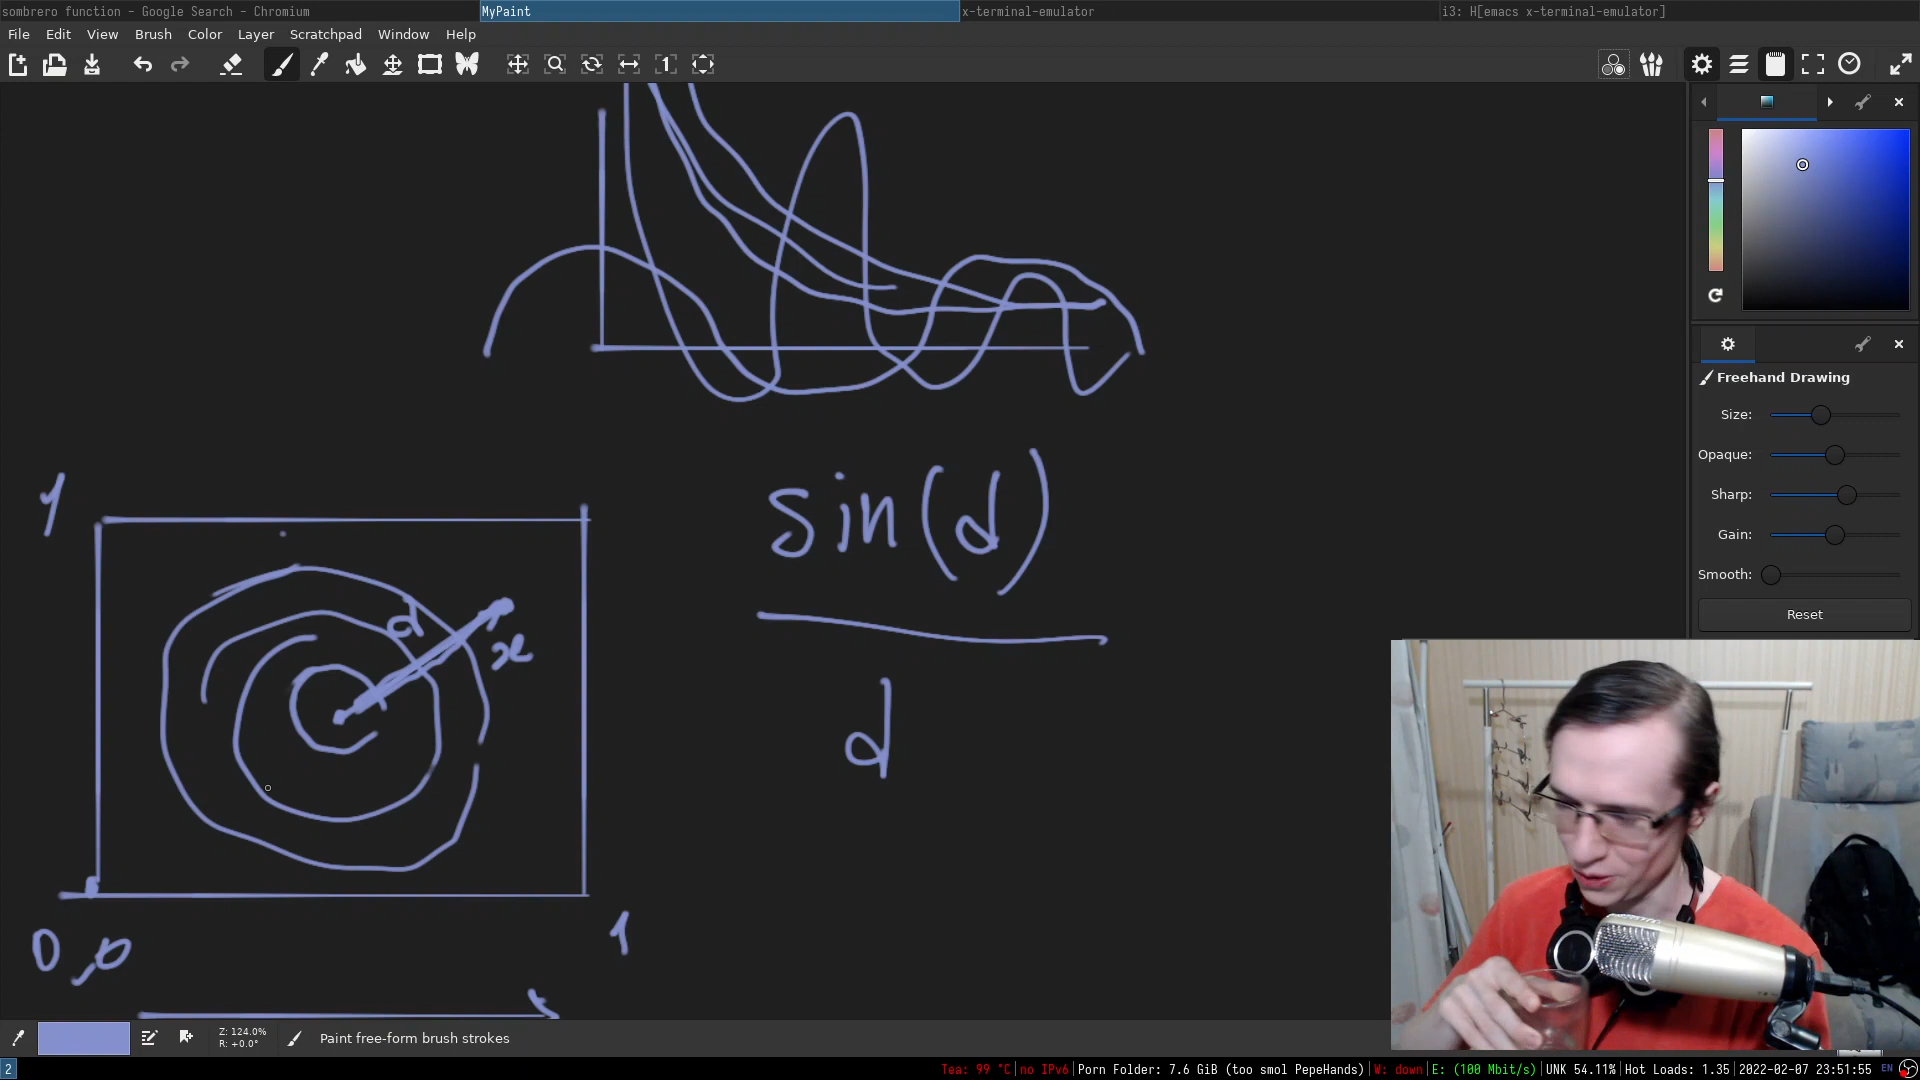 sombrero function - Google Search - Chromium
MyPaint
x-terminal-emulator
i3: H[emacs x-terminal-emulator]
File Edit View Brush Color Layer Scratchpad Window Help
1
Freehand Drawing
Size:
Opaque:
Sharp:
Gain:
Smooth:
Reset
1
sin(d)
d
d
x
0,0
1
Z: 124.0%
R: +0.0°
Paint free-form brush strokes
2
Tea: 99 °C|no IPv6|Porn Folder: 7.6 GiB (too smol PepeHands)|W: down|E: (100 Mbit/s)|UNK 54.11%|Hot Loads: 1.35|2022-02-07 23:51:55 EN